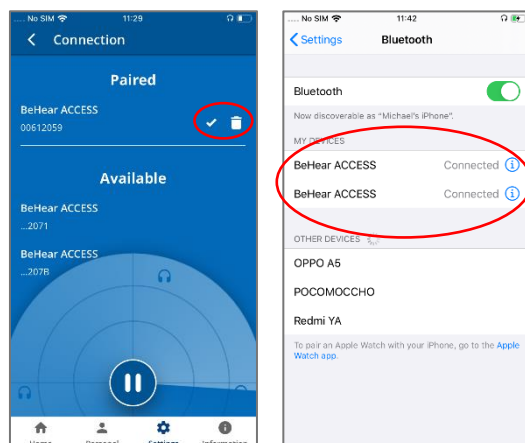 .... No SIM 11:29
Connection
Paired
BeHear ACCESS
00612059
Available
BeHear ACCESS
...2071
BeHear ACCESS
...207B
Home Personal Settings Information
.... No SIM 11:42
Settings Bluetooth
Bluetooth
Now discoverable as "Michael's iPhone".
MY DEVICES
BeHear ACCESS Connected
BeHear ACCESS Connected
OTHER DEVICES
OPPO A5
POCOMOCCHO
Redmi YA
To pair an Apple Watch with your iPhone, go to the Apple
Watch app.